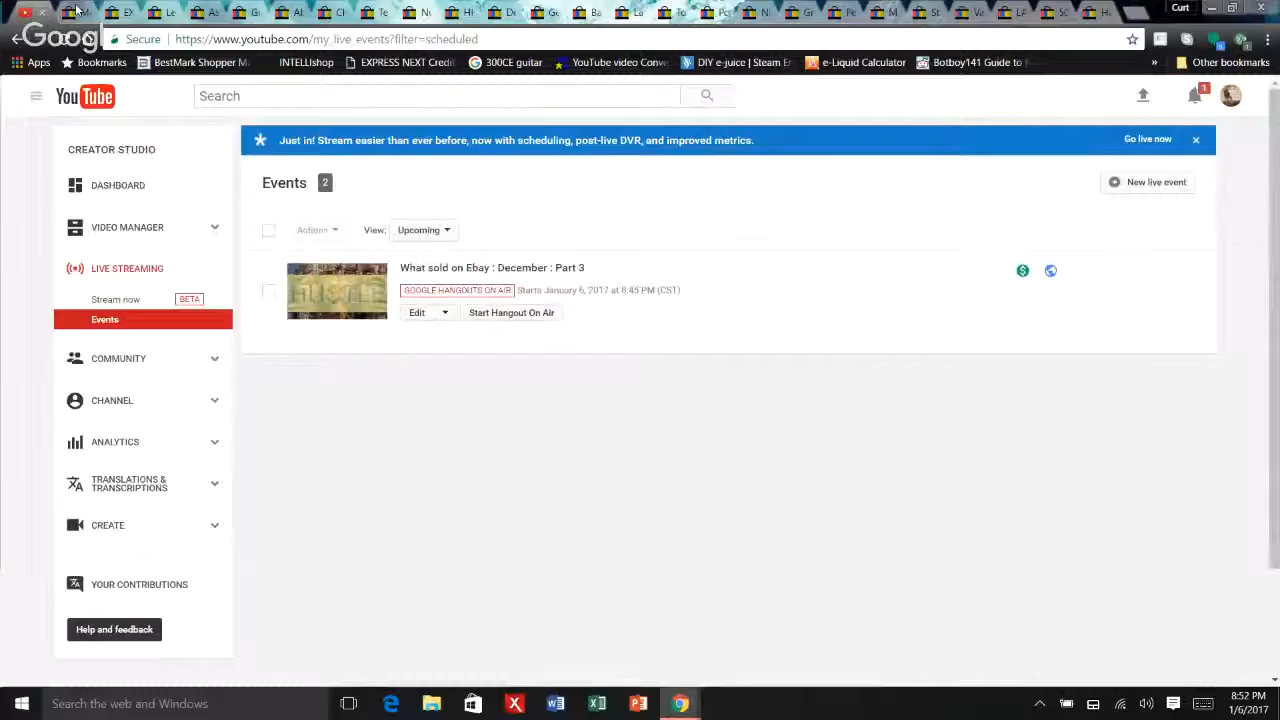 Curt
Google
Secure https://www.youtube.com/my_live_events?filter=scheduled
Apps Bookmarks BestMark Shopper INTELLIshop EXPRESS NEXT Credit 300CE guitar YouTube video Conv DIY e-juice | Steam En e-Liquid Calculator Botboy141 Guide to » Other bookmarks
YouTube Search 1
Just in! Stream easier than ever before, now with scheduling, post-live DVR, and improved metrics. Go live now
CREATOR STUDIO
DASHBOARD
VIDEO MANAGER
LIVE STREAMING
Stream now BETA
Events
COMMUNITY
CHANNEL
ANALYTICS
TRANSLATIONS &
TRANSCRIPTIONS
CREATE
YOUR CONTRIBUTIONS
Help and feedback
Events 2 New live event
Actions View: Upcoming
What sold on Ebay : December : Part 3
GOOGLE HANGOUTS ON AIR Starts January 6, 2017 at 8:45 PM (CST)
Edit Start Hangout On Air
Search the web and Windows
8:52 PM
1/6/2017